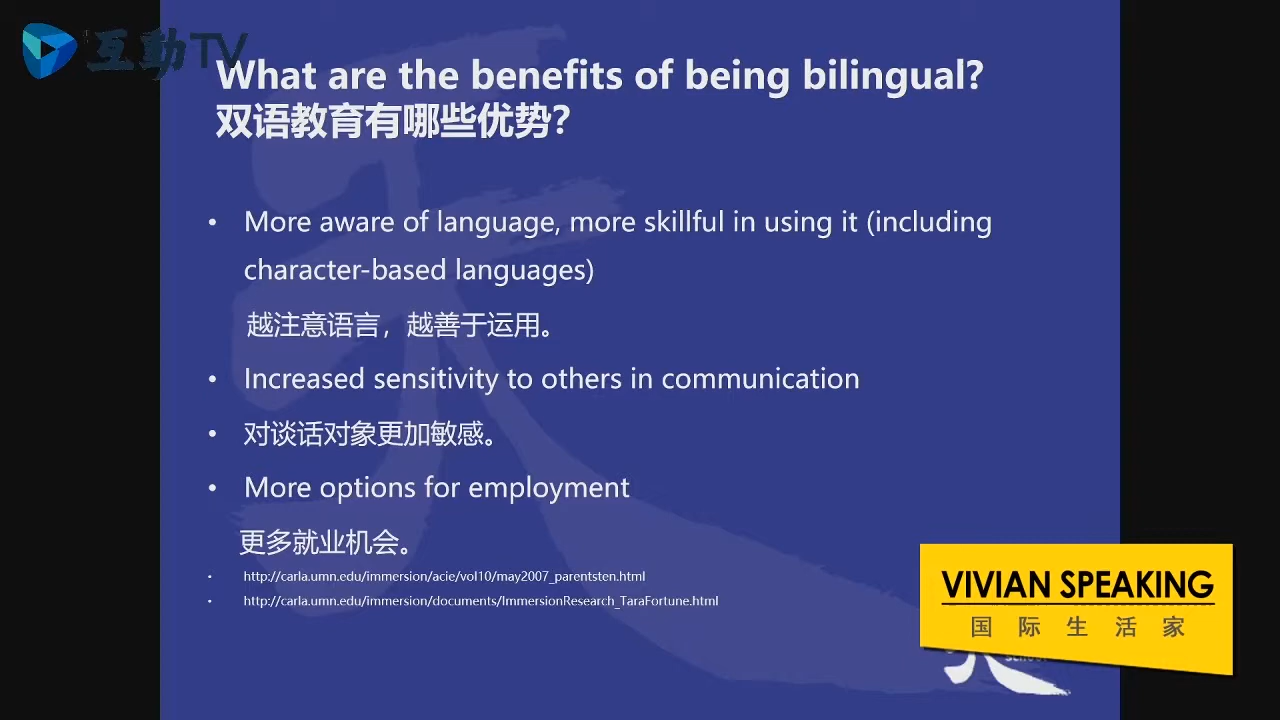 互動TV
What are the benefits of being bilingual?
双语教育有哪些优势?
• More aware of language, more skillful in using it (including
character-based languages)
越注意语言，越善于运用。
• Increased sensitivity to others in communication
• 对谈话对象更加敏感。
• More options for employment
更多就业机会。
• http://carla.umn.edu/immersion/acie/vol10/may2007_parentsten.html
• http://carla.umn.edu/immersion/documents/ImmersionResearch_TaraFortune.html
VIVIAN SPEAKING
国际生活家